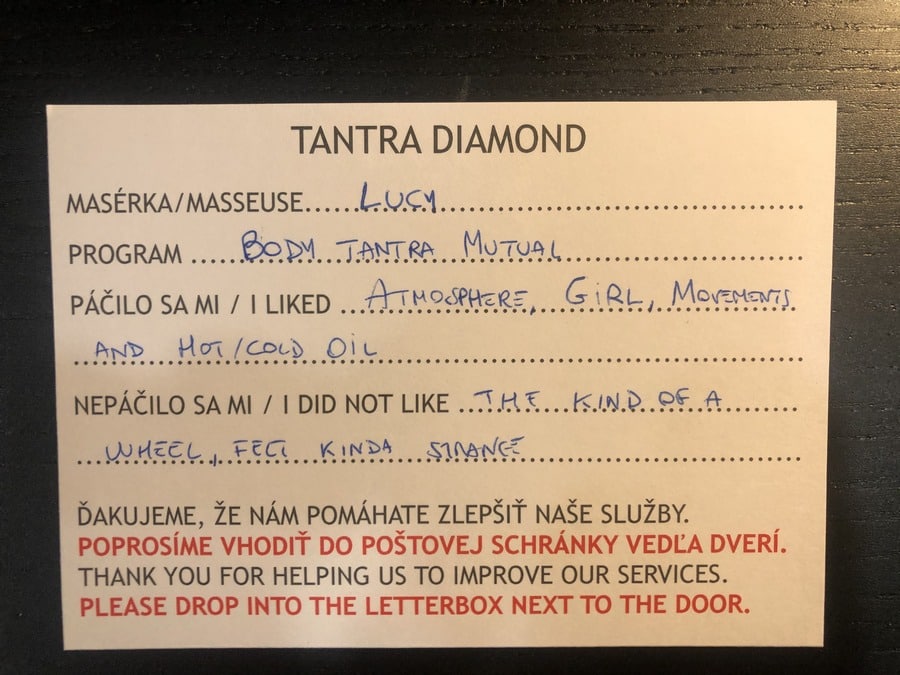 TANTRA DIAMOND
MASÉRKA/MASSEUSE.....LUCY..........................................
PROGRAM .....BODY TANTRA MUTUAL...........................
PÁČILO SA MI / I LIKED ...ATMOSPHERE, GIRL, MOVEMENTS
AND HOT/COLD OIL
NEPÁČILO SA MI / I DID NOT LIKE ...THE KIND OF A.........
WHEEL, FELT KINDA STRANGE
ĎAKUJEME, ŽE NÁM POMÁHATE ZLEPŠIŤ NAŠE SLUŽBY.
POPROSÍME VHODIŤ DO POŠTOVEJ SCHRÁNKY VEDĽA DVERÍ.
THANK YOU FOR HELPING US TO IMPROVE OUR SERVICES.
PLEASE DROP INTO THE LETTERBOX NEXT TO THE DOOR.